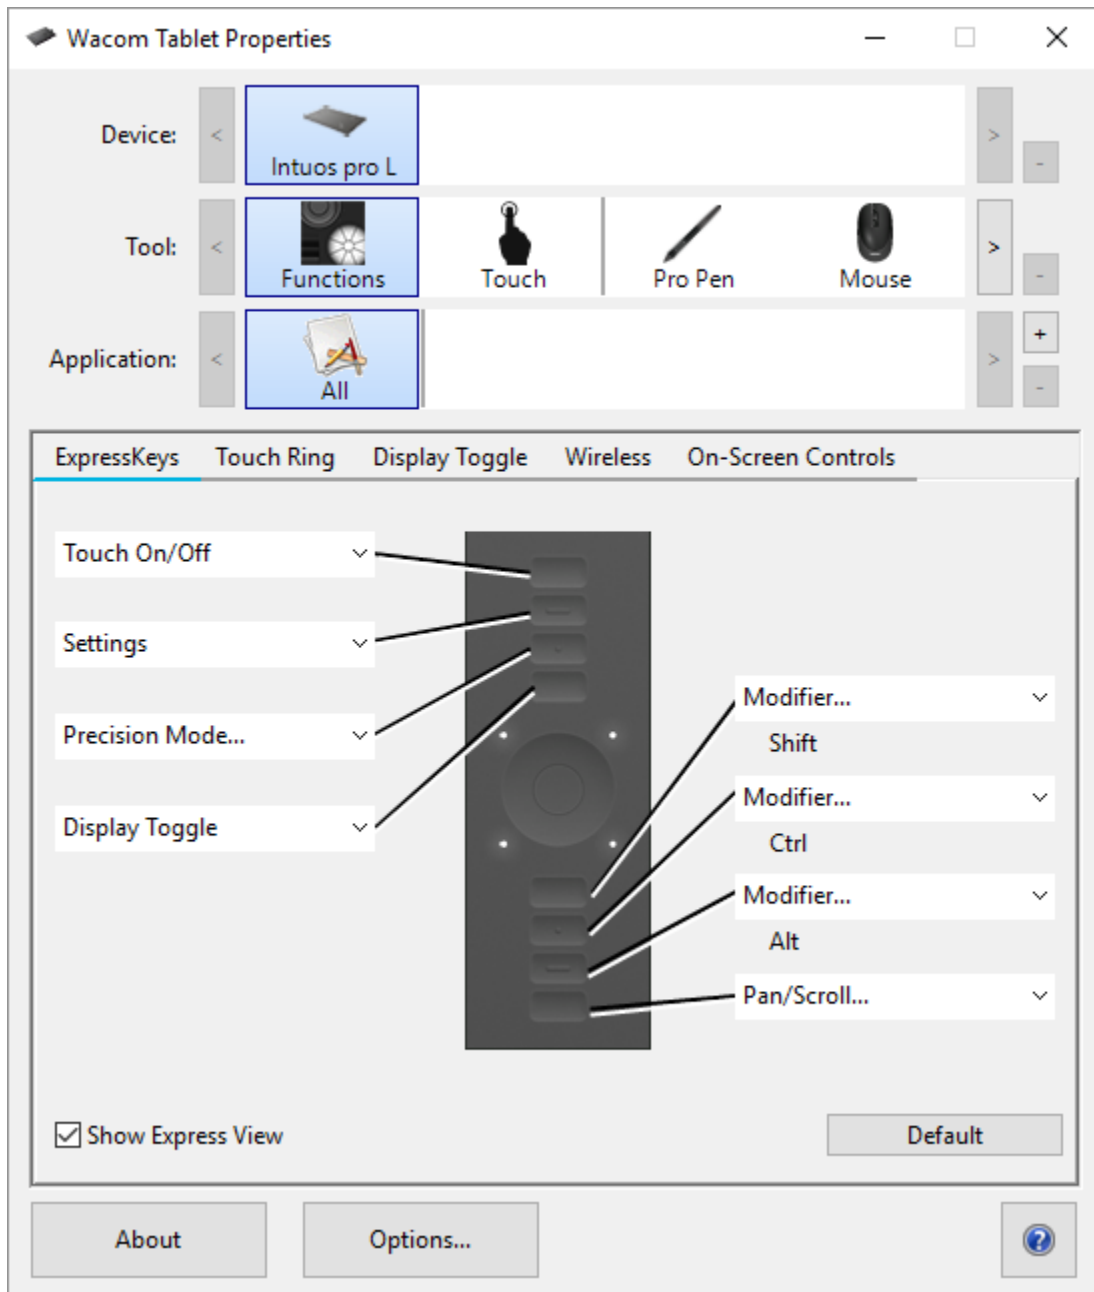 Wacom Tablet Properties
Device:
<
Intuos pro L
>
-
Tool:
<
Functions
Touch
Pro Pen
Mouse
>
-
Application:
<
All
>
+
-
ExpressKeys Touch Ring Display Toggle Wireless On-Screen Controls
Touch On/Off
Settings
Precision Mode...
Display Toggle
Modifier...
Shift
Modifier...
Ctrl
Modifier...
Alt
Pan/Scroll...
Show Express View
Default
About
Options...
?